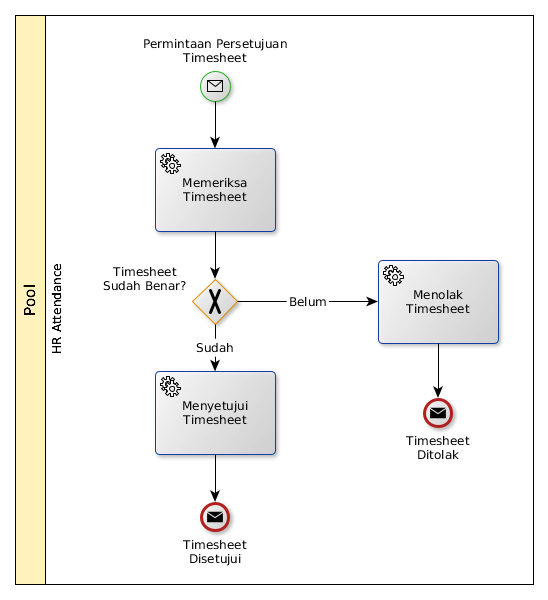 Permintaan Persetujuan
Timesheet
Memeriksa
Timesheet
Timesheet
Sudah Benar?
Belum
Menolak
Timesheet
Sudah
Menyetujui
Timesheet
Timesheet
Ditolak
Timesheet
Disetujui
Pool
HR Attendance